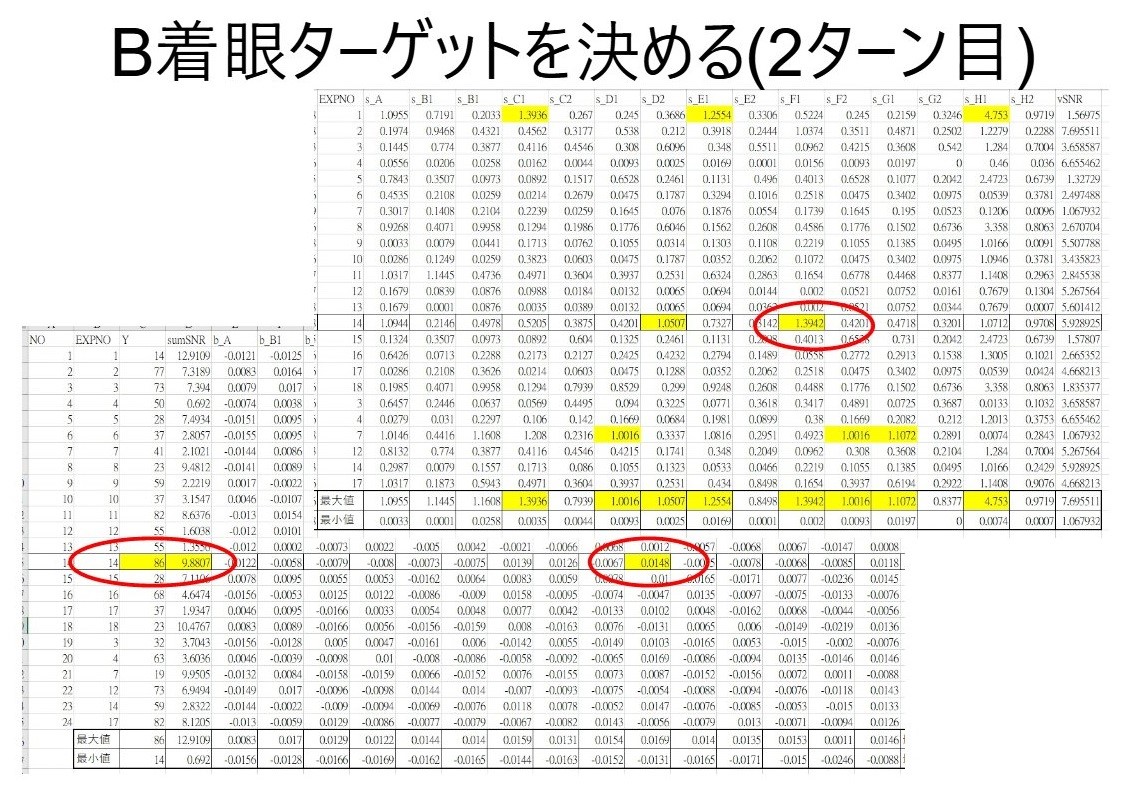 B着眼ターゲットを決める(2ターン目)
EXPNO s_A s_B1 s_B1 s_C1 s_C2 s_D1 s_D2 s_E1 s_E2 s_F1 s_F2 s_G1 s_G2 s_H1 s_H2 vSNR
1 1.0955 0.7191 0.2033 1.3936 0.267 0.245 0.3686 1.2554 0.3306 0.5224 0.245 0.2159 0.3246 4.753 0.9719 1.56975
2 0.1974 0.9468 0.4321 0.4562 0.3177 0.538 0.212 0.3918 0.2444 1.0374 0.3511 0.4871 0.2502 1.2279 0.2288 7.695511
3 0.1445 0.774 0.3877 0.4116 0.4546 0.308 0.6096 0.348 0.5511 0.0962 0.4215 0.3608 0.542 1.284 0.7004 3.658587
4 0.0556 0.0206 0.0258 0.0162 0.0044 0.0093 0.0025 0.0169 0.0001 0.0156 0.0093 0.0197 0 0.46 0.036 6.655462
5 0.7843 0.3507 0.0973 0.0892 0.1517 0.6528 0.2461 0.1131 0.496 0.4013 0.6528 0.1077 0.2042 2.4723 0.6739 1.32729
6 0.4535 0.2108 0.0259 0.0214 0.2679 0.0475 0.1787 0.3294 0.1016 0.2518 0.0475 0.3402 0.0975 0.0539 0.3781 2.497488
7 0.3017 0.1408 0.2104 0.2239 0.0259 0.1645 0.076 0.1876 0.0554 0.1739 0.1645 0.195 0.0523 0.1206 0.0096 1.067932
8 0.9268 0.4071 0.9958 0.1294 0.1986 0.1776 0.6046 0.1562 0.2608 0.4586 0.1776 0.1502 0.6736 3.358 0.8063 2.670704
9 0.0033 0.0079 0.0441 0.1713 0.0762 0.1055 0.0314 0.1303 0.1108 0.2219 0.1055 0.1385 0.0495 1.0166 0.0091 5.507788
10 0.0286 0.1249 0.0259 0.3823 0.0603 0.0475 0.1787 0.0352 0.2062 0.1072 0.0475 0.3402 0.0975 1.0946 0.3781 3.435823
11 1.0317 1.1445 0.4736 0.4971 0.3604 0.3937 0.2531 0.6324 0.2863 0.1654 0.6778 0.4468 0.8377 1.1408 0.2963 2.845538
12 0.1679 0.0839 0.0876 0.0988 0.0184 0.0132 0.0065 0.0694 0.0144 0.002 0.0521 0.0752 0.0161 0.7679 0.1304 5.267564
13 0.1679 0.0001 0.0876 0.0035 0.0389 0.0132 0.0065 0.0694 0.0362 0.002 0.0521 0.0752 0.0344 0.7679 0.0007 5.601412
14 1.0944 0.2146 0.4978 0.5205 0.3875 0.4201 1.0507 0.7327 0.3142 1.3942 0.4201 0.4718 0.3201 1.0712 0.9708 5.928925
15 0.1324 0.3507 0.0973 0.0892 0.604 0.1325 0.2461 0.1131 0.4013 0.731 0.2042 2.4723 0.6739 1.57807
16 0.6426 0.0713 0.2288 0.2173 0.2127 0.2425 0.4232 0.2794 0.1489 0.0558 0.2772 0.2913 0.1538 1.3005 0.1021 2.665352
17 0.0286 0.2108 0.3626 0.0214 0.0603 0.0475 0.1288 0.0352 0.2062 0.2518 0.0475 0.3402 0.0975 0.0539 0.0424 4.668213
18 0.1985 0.4071 0.9958 0.1294 0.7939 0.8529 0.299 0.9248 0.2608 0.4488 0.1776 0.1502 0.6736 3.358 0.8063 1.835377
3 0.6457 0.2446 0.0637 0.0569 0.4495 0.094 0.3225 0.0771 0.3618 0.3417 0.4891 0.0725 0.3687 0.0133 0.1032 3.658587
4 0.0279 0.031 0.2297 0.106 0.142 0.1669 0.0684 0.1981 0.0899 0.38 0.1669 0.2082 0.212 1.2013 0.3753 6.655462
7 1.0146 0.4416 1.1608 1.208 0.2316 1.0016 0.3337 1.0816 0.2951 0.4923 1.0016 1.1072 0.2891 0.0074 0.2843 1.067932
12 0.8132 0.774 0.3877 0.4116 0.4546 0.4215 0.1741 0.348 0.2049 0.0962 0.308 0.3608 0.2104 1.284 0.7004 5.267564
14 0.2987 0.0079 0.1557 0.1713 0.086 0.1055 0.1323 0.0533 0.0466 0.2219 0.1055 0.1385 0.0495 1.0166 0.2429 5.928925
17 1.0317 0.1873 0.5943 0.4971 0.3604 0.3937 0.2531 0.434 0.8498 0.1654 0.3937 0.6194 0.2922 1.1408 0.9076 4.668213
最大値 1.0955 1.1445 1.1608 1.3936 0.7939 1.0016 1.0507 1.2554 0.8498 1.3942 1.0016 1.1072 0.8377 4.753 0.9719 7.695511
最小値 0.0033 0.0001 0.0258 0.0035 0.0044 0.0093 0.0025 0.0169 0.0001 0.002 0.0093 0.0197 0 0.0074 0.0007 1.067932
NO EXPNO Y sumSNR b_A b_B1
1 1 14 12.9109 -0.0121 -0.0125
2 2 77 7.3189 0.0083 0.0164
3 3 73 7.394 0.0079 0.017
4 4 50 0.692 -0.0074 0.0038
5 5 28 7.4934 -0.0151 0.0095
6 6 37 2.8057 -0.0155 0.0095
7 7 41 2.1021 -0.0144 0.0086
8 8 23 9.4812 -0.0141 0.0089
9 9 59 2.2219 0.0017 -0.0022
10 10 37 3.1547 0.0046 -0.0107
11 11 82 8.6376 -0.013 0.0154
12 12 55 1.6038 -0.012 0.0101
13 13 55 -0.012 0.0002 -0.0073 0.0022 -0.005 0.0042 -0.0021 -0.0066 0.0068 0.0012 -0.0057 -0.0068 0.0067 -0.0147 0.0008
14 86 9.8807 -0.0122 -0.0058 -0.0079 -0.008 -0.0073 -0.0075 0.0139 0.0126 -0.0067 0.0148 -0.0078 -0.0068 -0.0085 0.0118
15 15 28 0.0078 0.0095 0.0055 0.0053 -0.0162 0.0064 0.0083 0.0059 0.01 -0.0171 0.0077 -0.0236 0.0145
16 16 68 4.6474 -0.0156 -0.0053 0.0125 0.0122 -0.0086 -0.009 0.0158 -0.0095 -0.0074 -0.0047 0.0135 -0.0097 -0.0075 -0.0133 -0.0076
17 17 37 1.9347 0.0046 0.0095 -0.0166 0.0033 0.0054 0.0048 0.0077 0.0042 -0.0133 0.0102 0.0048 -0.0162 0.0068 -0.0044 -0.0056
18 18 23 10.4767 0.0083 0.0089 -0.0166 0.0056 -0.0156 -0.0159 0.008 -0.0163 0.0076 -0.0131 0.0065 0.006 -0.0149 -0.0219 0.0136
19 3 32 3.7043 -0.0156 -0.0128 0.005 0.0047 -0.0161 0.006 -0.0142 0.0055 -0.0149 0.0103 -0.0165 0.0053 -0.015 -0.002 -0.0076
20 4 63 3.6036 0.0046 -0.0039 -0.0098 0.01 -0.008 -0.0086 -0.0058 -0.0092 -0.0065 0.0169 -0.0086 -0.0094 0.0135 -0.0146 0.0146
21 7 19 9.9505 -0.0132 0.0084 -0.0158 -0.0159 0.0066 -0.0152 0.0076 -0.0155 0.0073 0.0087 -0.0152 -0.0156 0.0072 0.0011 -0.0088
22 12 73 6.9494 -0.0149 0.017 -0.0096 -0.0098 0.0144 0.014 -0.007 -0.0093 -0.0075 -0.0054 -0.0088 -0.0094 -0.0076 -0.0118 0.0143
23 14 59 2.8322 -0.0144 -0.0022 -0.009 -0.0094 -0.0069 -0.0076 0.0118 0.0078 -0.0052 0.0147 -0.0076 -0.0085 -0.0053 -0.015 0.0133
24 17 82 8.1205 -0.013 -0.0059 0.0129 -0.0086 -0.0077 -0.0079 -0.0067 -0.0082 0.0143 -0.0056 -0.0079 0.013 -0.0071 -0.0094 0.0126
最大値 86 12.9109 0.0083 0.017 0.0129 0.0122 0.0144 0.014 0.0159 0.0131 0.0154 0.0169 0.014 0.0135 0.0153 0.0011 0.0146
最小値 14 0.692 -0.0156 -0.0128 -0.0166 -0.0169 -0.0162 -0.0165 -0.0144 -0.0163 -0.0152 -0.0131 -0.0165 -0.0171 -0.015 -0.0246 -0.0088